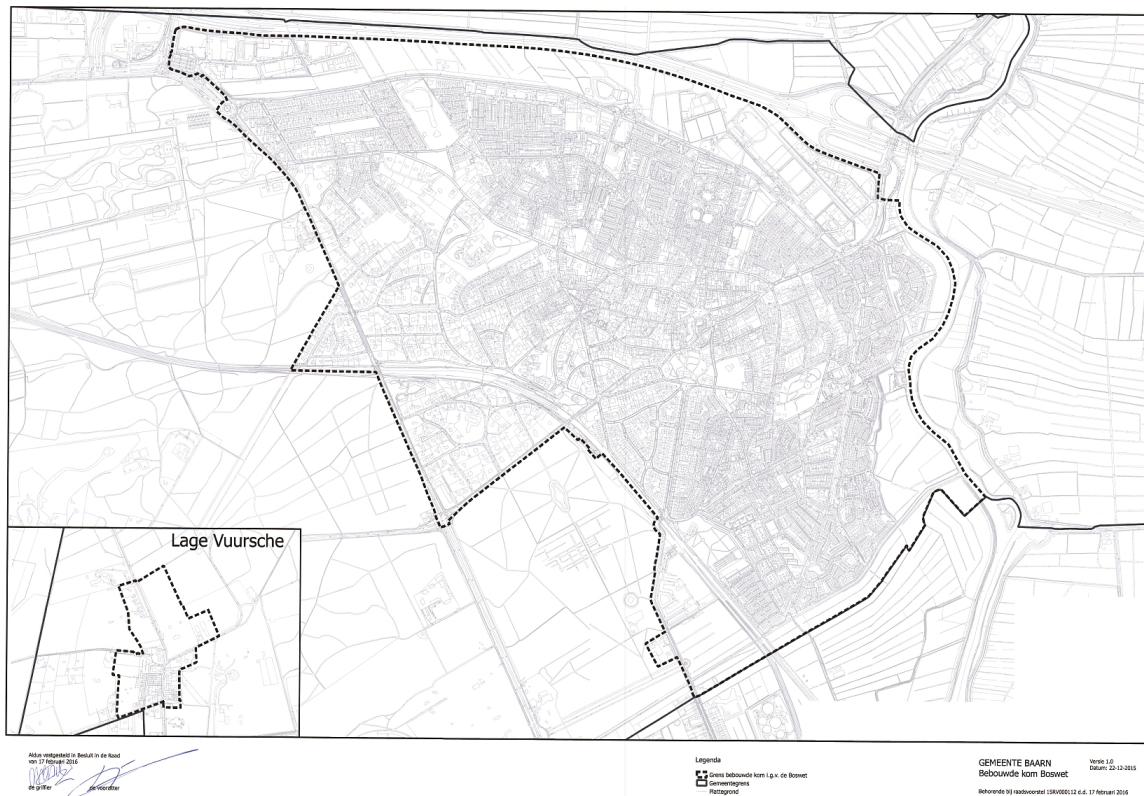 Lage Vuursche
Aldus vastgesteld in Besluit in de Raad
van 17 februari 2016
de griffier
de voorzitter
Legenda
Grens bebouwde kom i.g.v. de Boswet
Gemeentegrens
Plattegrond
GEMEENTE BAARN
Bebouwde kom Boswet
Versie 1.0
Datum: 22-12-2015
Behorende bij raadsvoorstel 15RV000112 d.d. 17 februari 2016